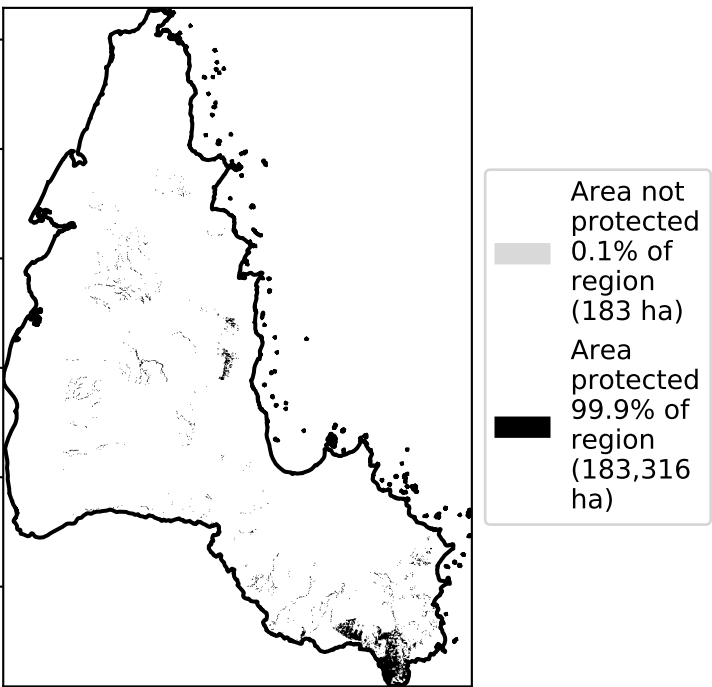 Area not
protected
0.1% of
region
(183 ha)
Area
protected
99.9% of
region
(183,316
ha)